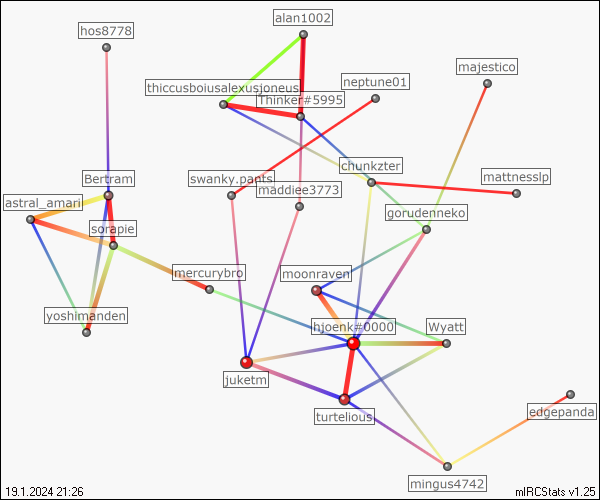 alan1002
hos8778
majestico
neptune01
thiccusboiusalexusjoneus
Thinker#5995
chunkzter
mattnesslp
Bertram
swanky.pants
maddiee3773
astral_amari
gorudenneko
sorapie
mercurybro
moonraven
yoshimanden
hjoenk#0000
Wyatt
juketm
turtelious
edgepanda
mingus4742
19.1.2024 21:26
mIRCStats v1.25